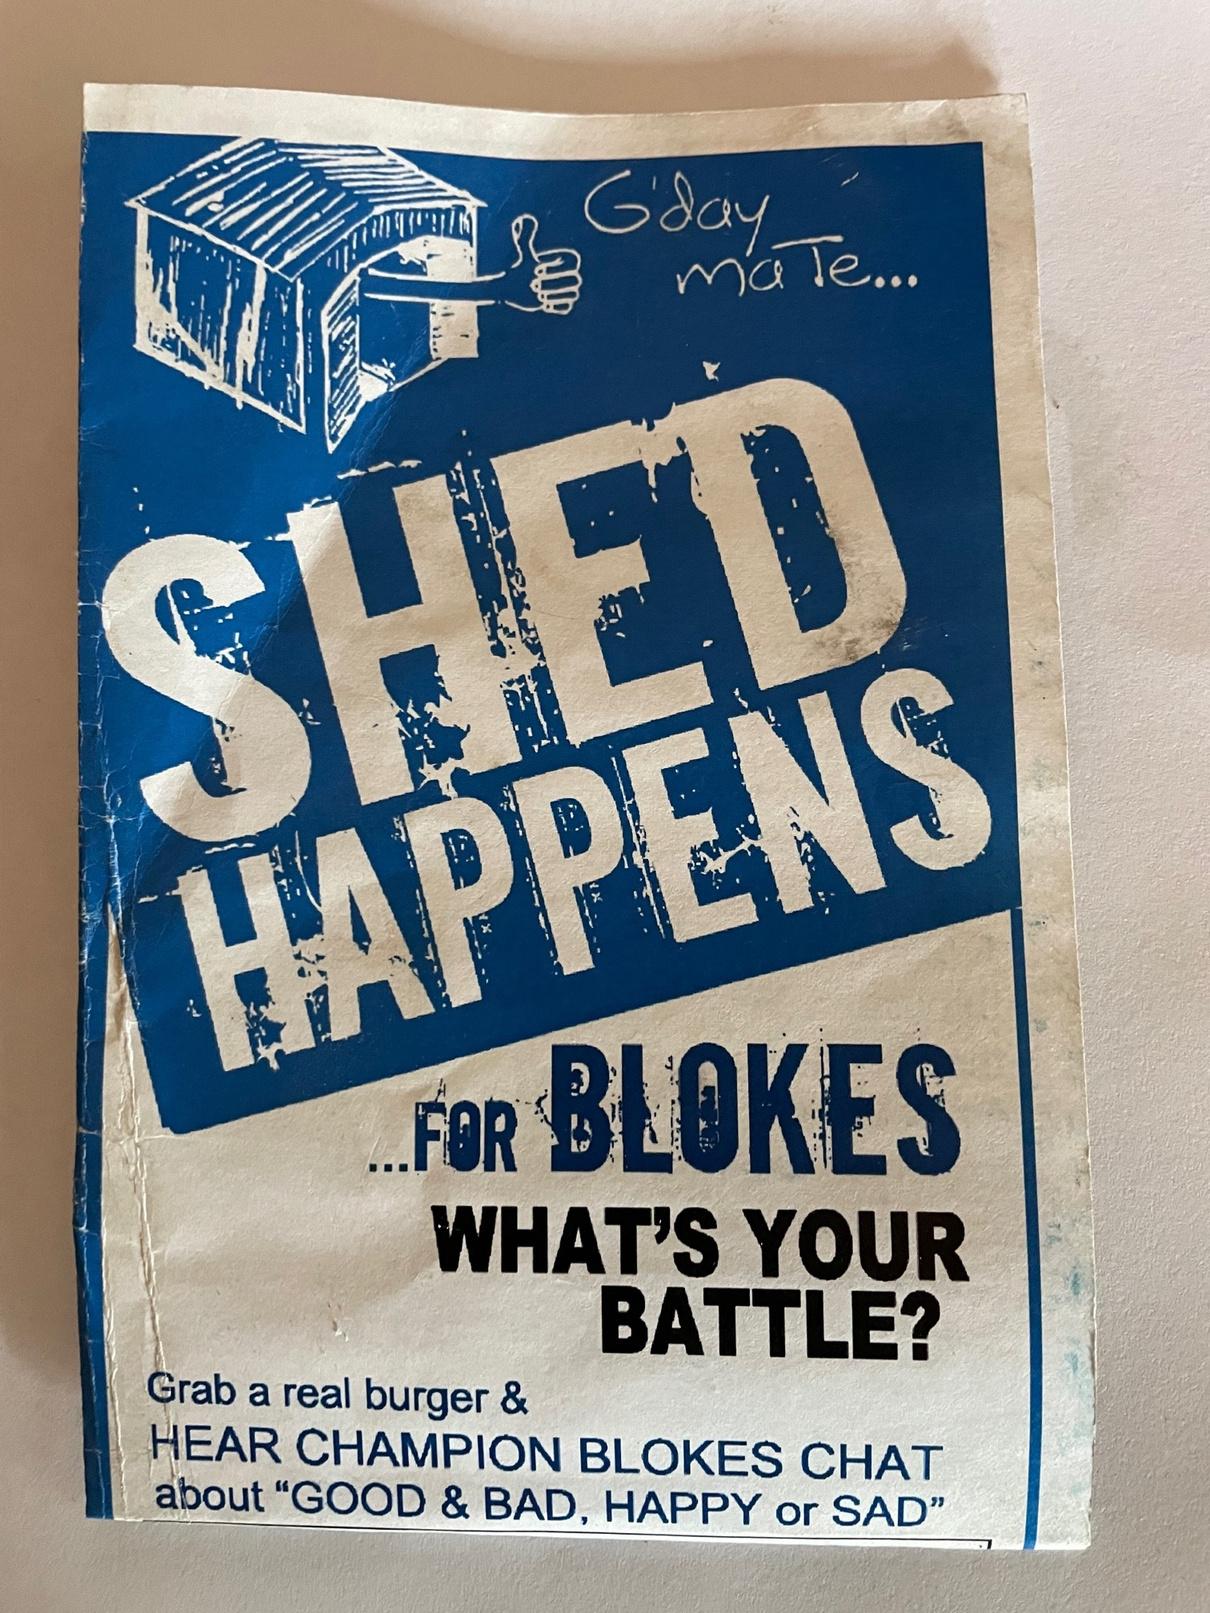 G'day
mate...
SHED
HAPPENS
...FOR BLOKES
WHAT'S YOUR
BATTLE?
Grab a real burger &
HEAR CHAMPION BLOKES CHAT
about “GOOD & BAD, HAPPY or SAD”